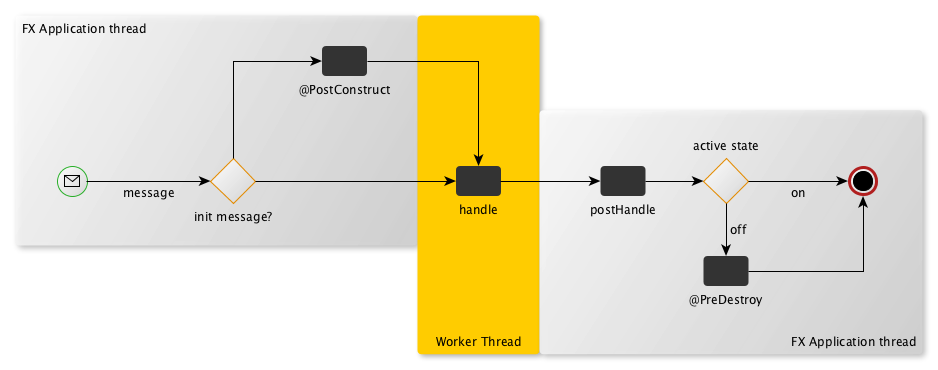 FX Application thread
@PostConstruct
message
init message?
handle
Worker Thread
postHandle
active state
on
off
@PreDestroy
FX Application thread